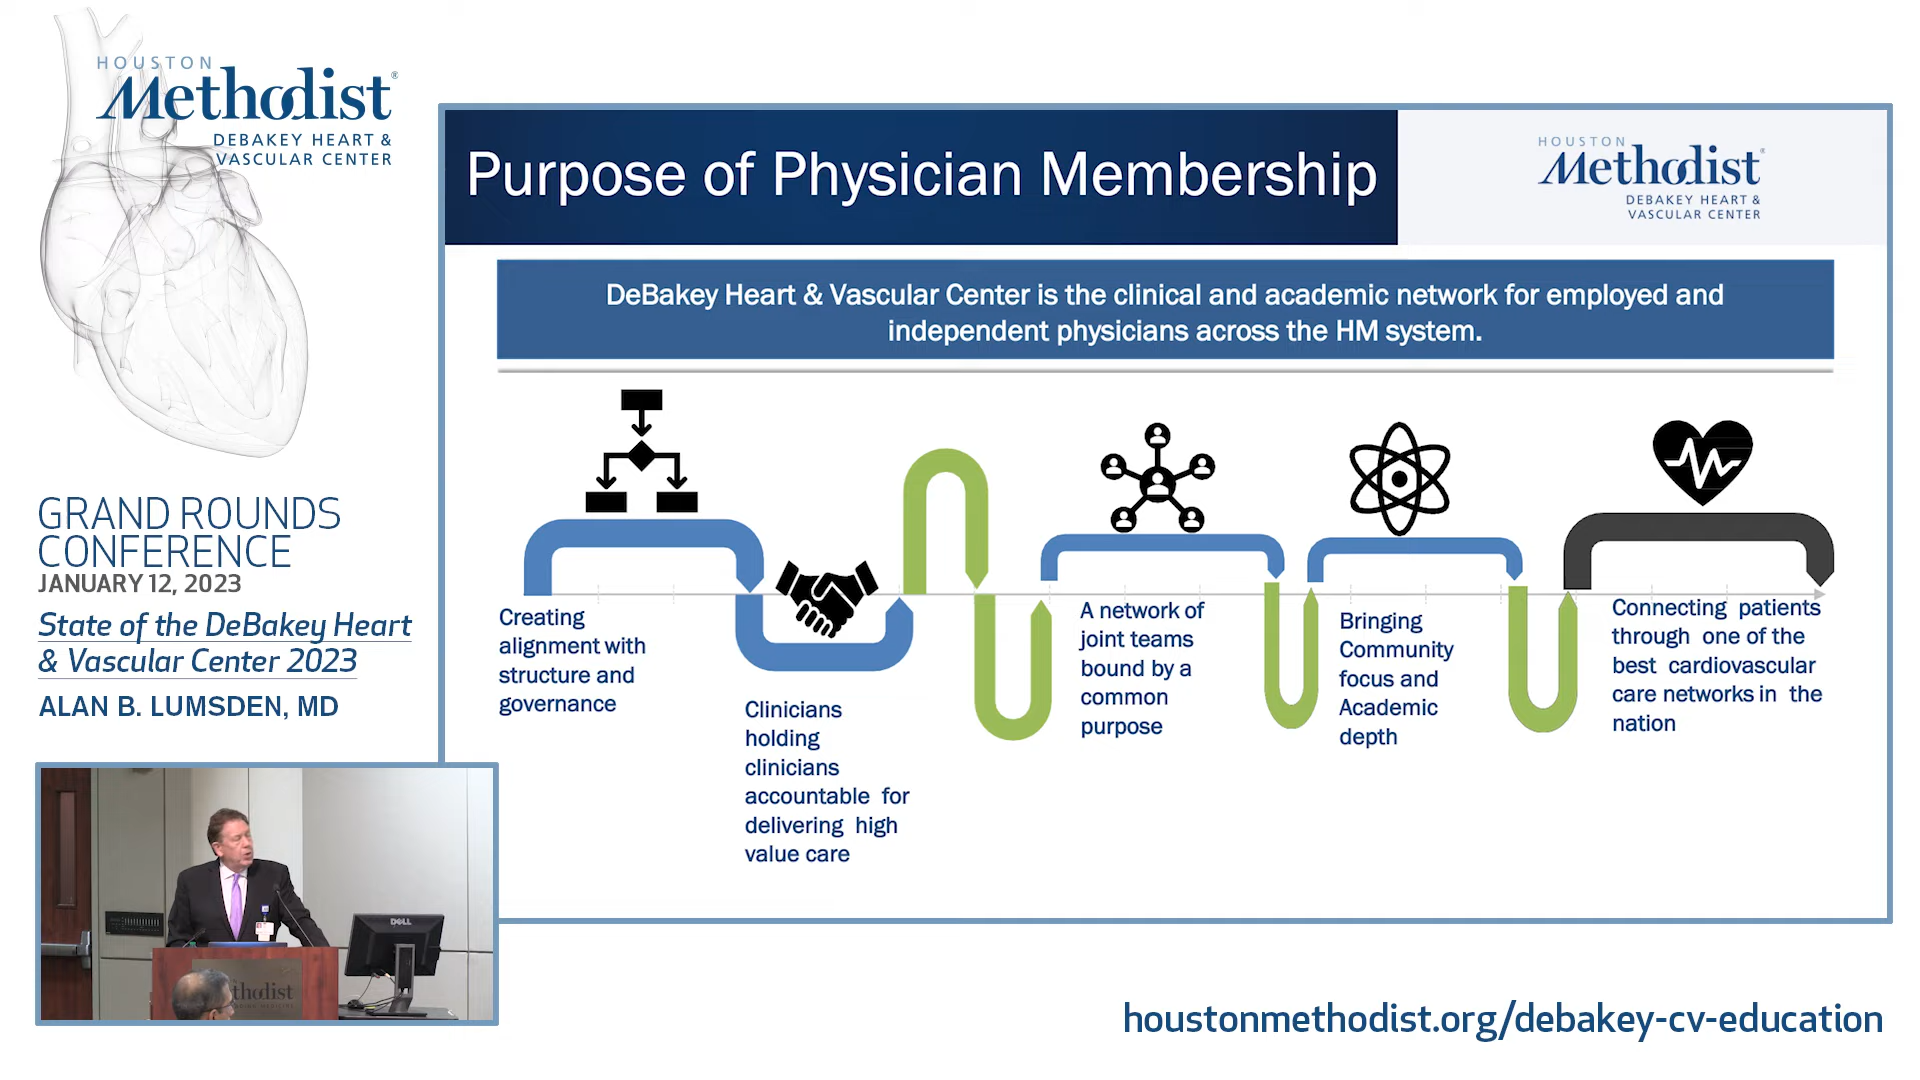 HOUSTON
Methodist®
DEBAKEY HEART &
VASCULAR CENTER
GRAND ROUNDS
CONFERENCE
JANUARY 12, 2023
State of the DeBakey Heart
& Vascular Center 2023
ALAN B. LUMSDEN, MD
Purpose of Physician Membership
HOUSTON
Methodist®
DEBAKEY HEART &
VASCULAR CENTER
DeBakey Heart & Vascular Center is the clinical and academic network for employed and
independent physicians across the HM system.
Creating
alignment with
structure and
governance
Clinicians
holding
clinicians
accountable for
delivering high
value care
A network of
joint teams
bound by a
common
purpose
Bringing
Community
focus and
Academic
depth
Connecting patients
through one of the
best cardiovascular
care networks in the
nation
DELL
thodist
houstonmethodist.org/debakey-cv-education